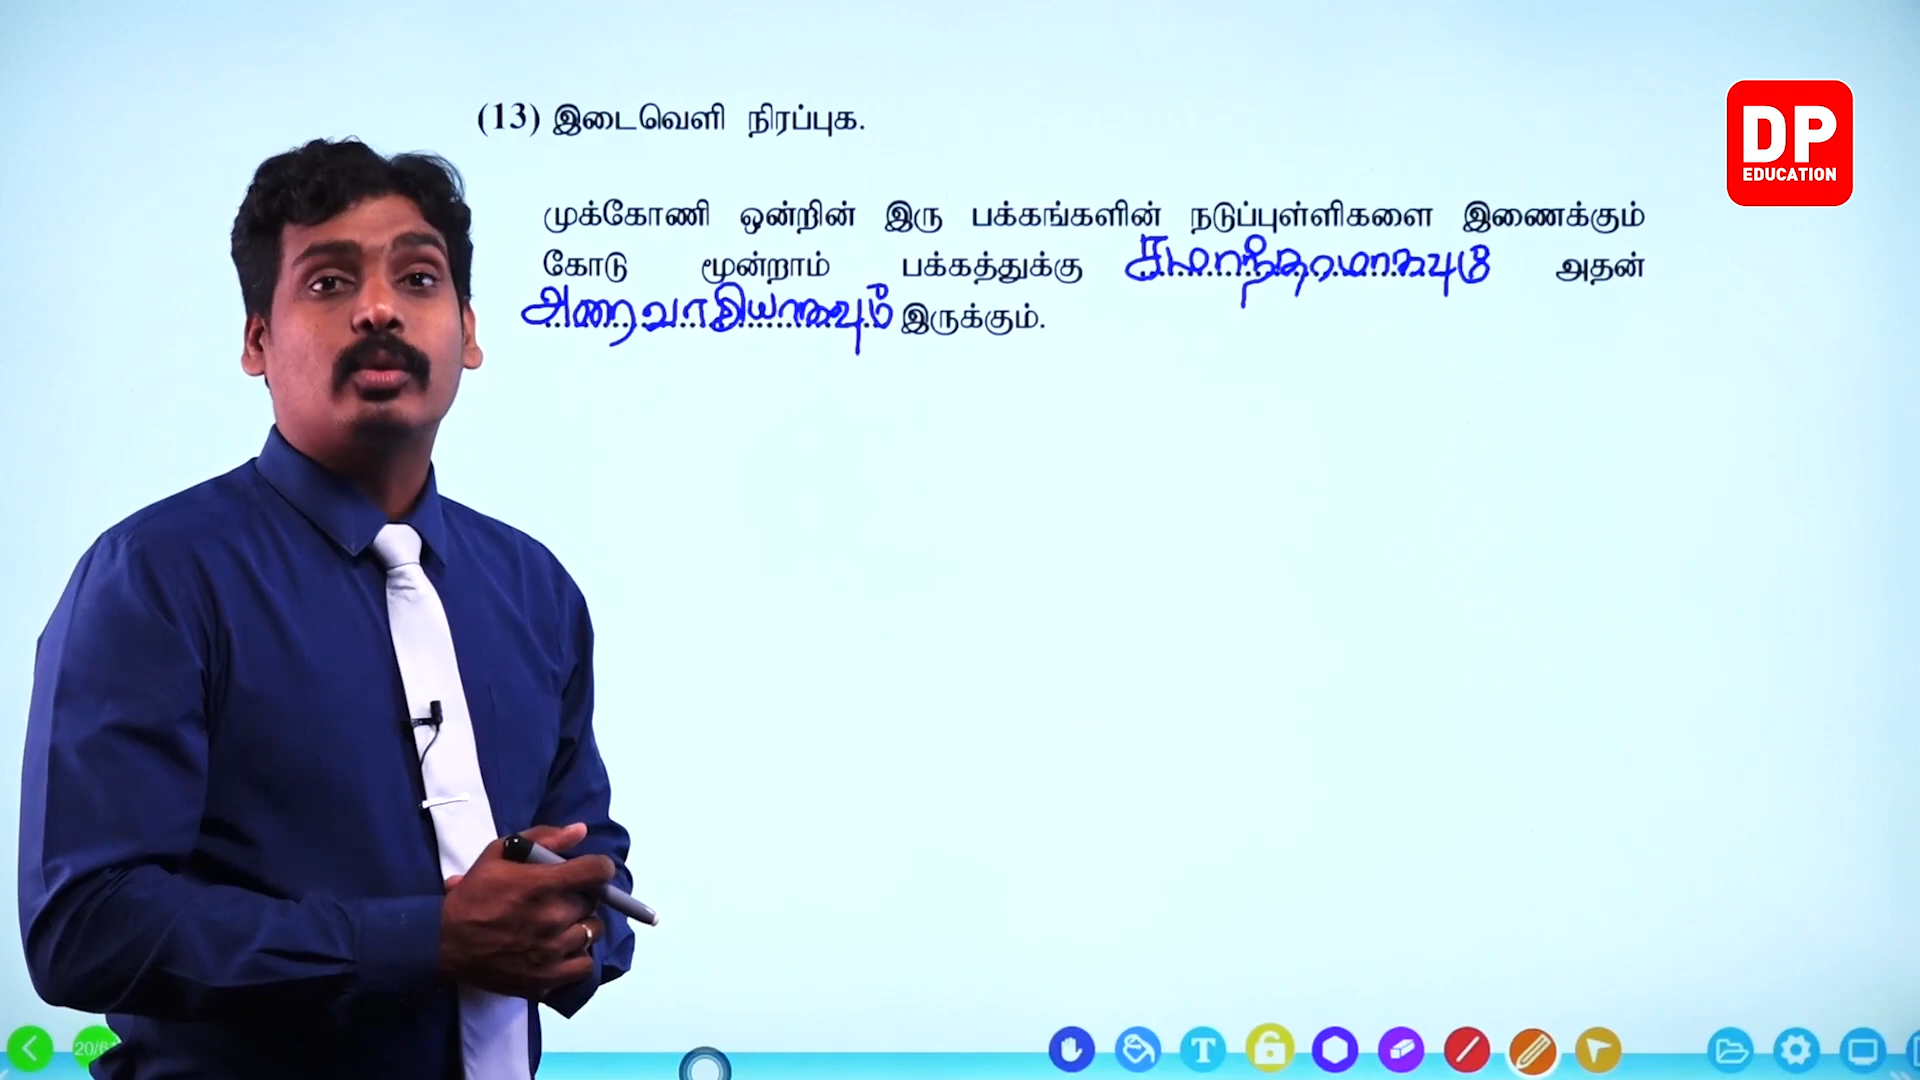 (13) இடைவெளி நிரப்புக.
DP
EDUCATION
முக்கோணி ஒன்றின் இரு பக்கங்களின் நடுப்புள்ளிகளை இணைக்கும்
கோடு மூன்றாம் பக்கத்துக்கு சமாந்தரமாகவும் அதன்
அரைவாசியாகவும் இருக்கும்.
T